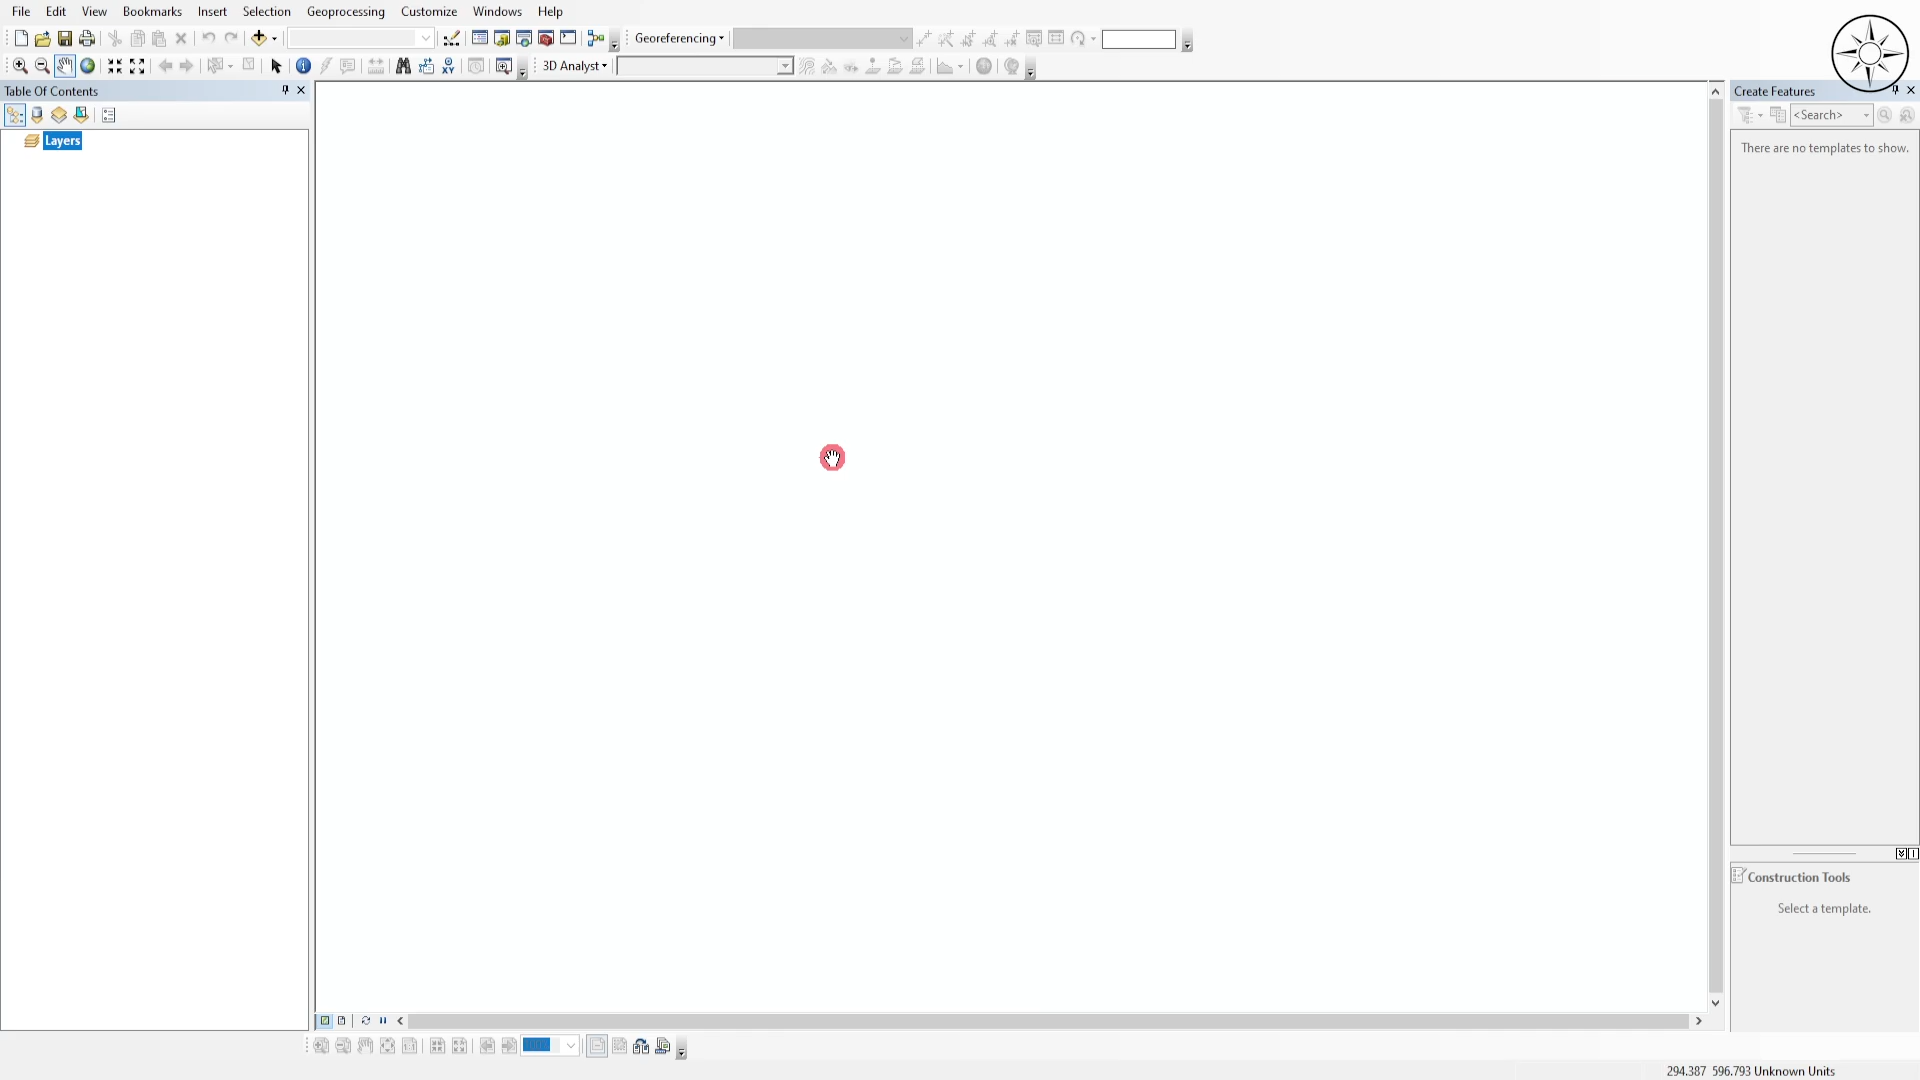 File Edit View Bookmarks Insert Selection Geoprocessing Customize Windows Help
Georeferencing
3D Analyst
Table Of Contents
Layers
Create Features
<Search>
There are no templates to show.
Construction Tools
Select a template.
294.387 596.793 Unknown Units